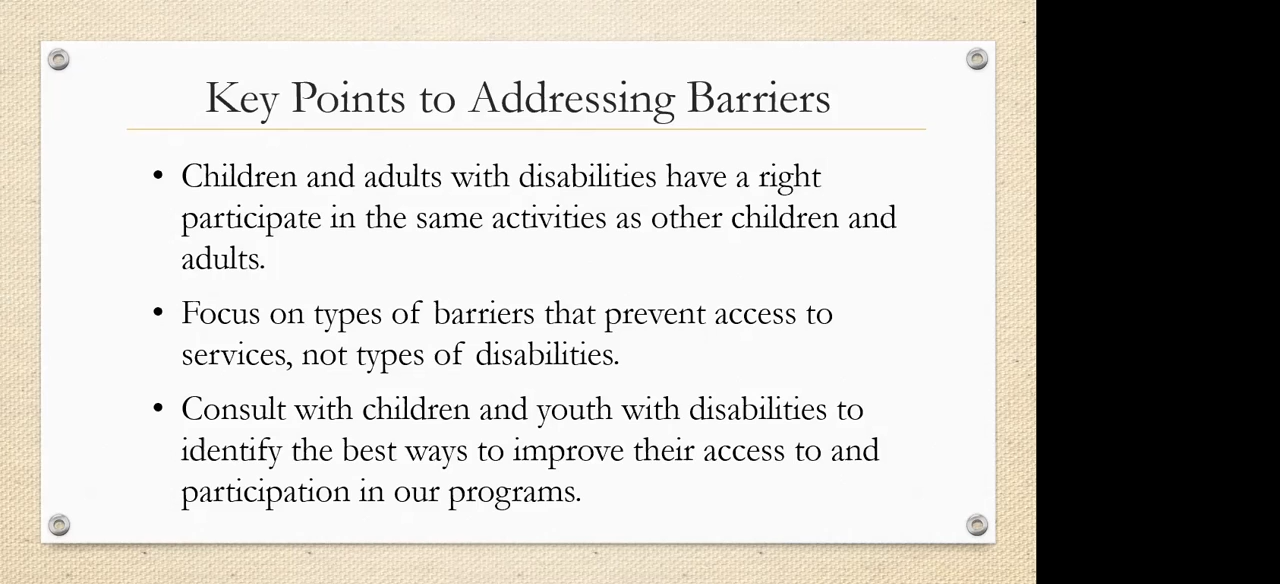 Key Points to Addressing Barriers
• Children and adults with disabilities have a right
participate in the same activities as other children and
adults.
• Focus on types of barriers that prevent access to
services, not types of disabilities.
• Consult with children and youth with disabilities to
identify the best ways to improve their access to and
participation in our programs.